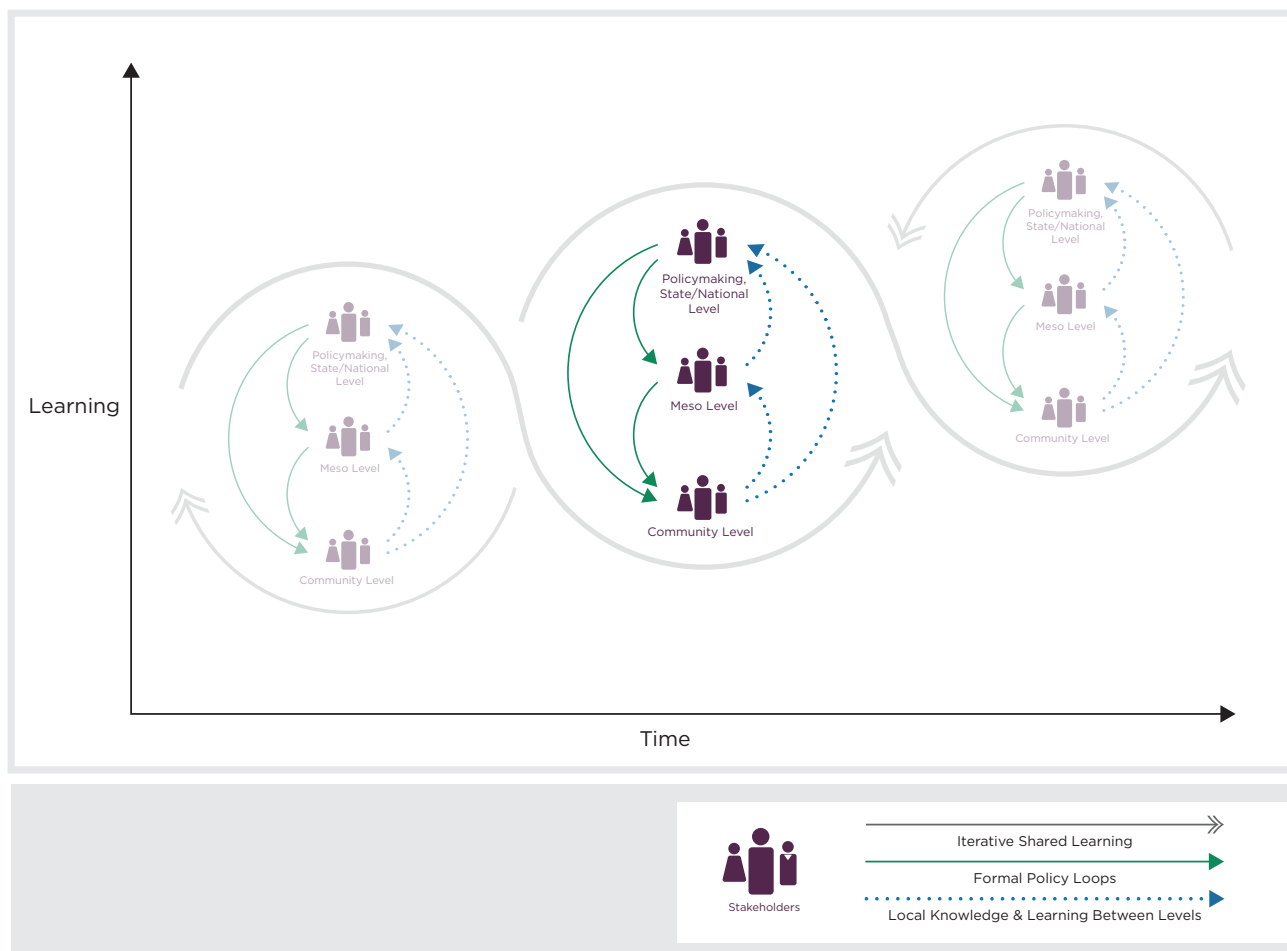 Learning
Policymaking,
State/National
Level
Meso Level
Community Level
Policymaking,
State/National
Level
Meso Level
Community Level
Policymaking,
State/National
Level
Meso Level
Community Level
Time
Stakeholders
Iterative Shared Learning
Formal Policy Loops
Local Knowledge & Learning Between Levels